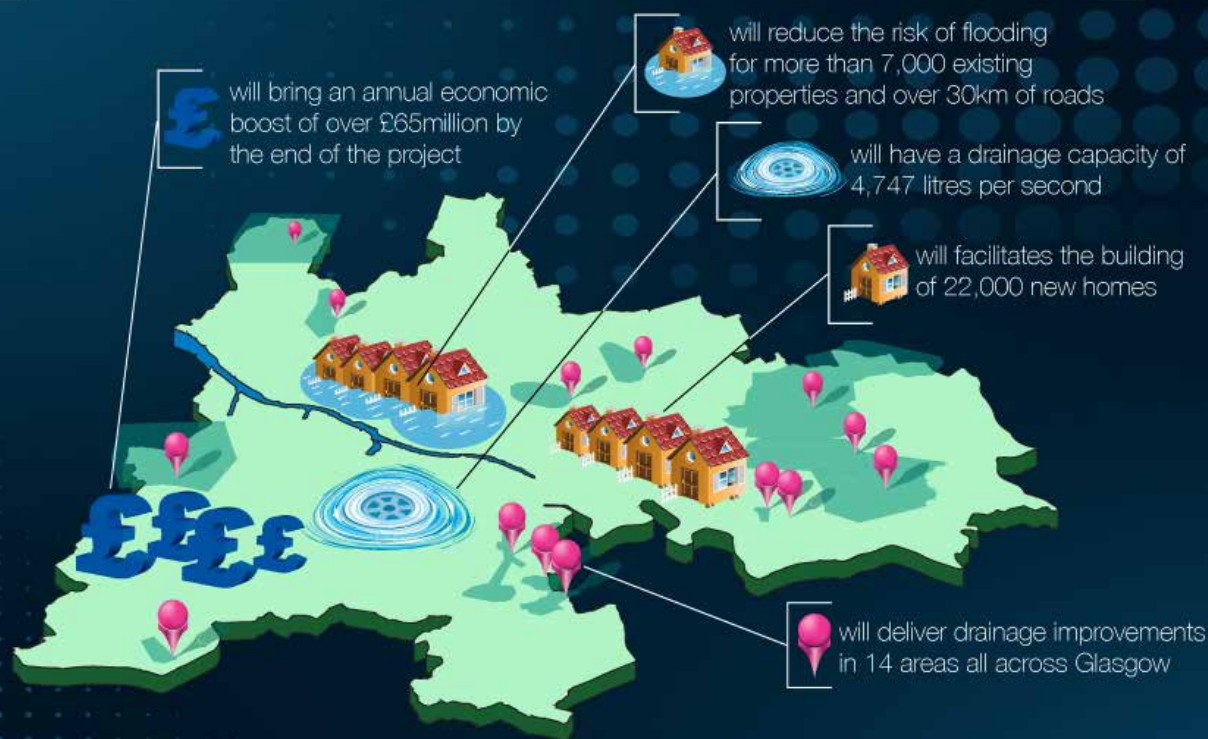 will bring an annual economic
boost of over £65million by
the end of the project
will reduce the risk of flooding
for more than 7,000 existing
properties and over 30km of roads
will have a drainage capacity of
4,747 litres per second
will facilitates the building
of 22,000 new homes
will deliver drainage improvements
in 14 areas all across Glasgow